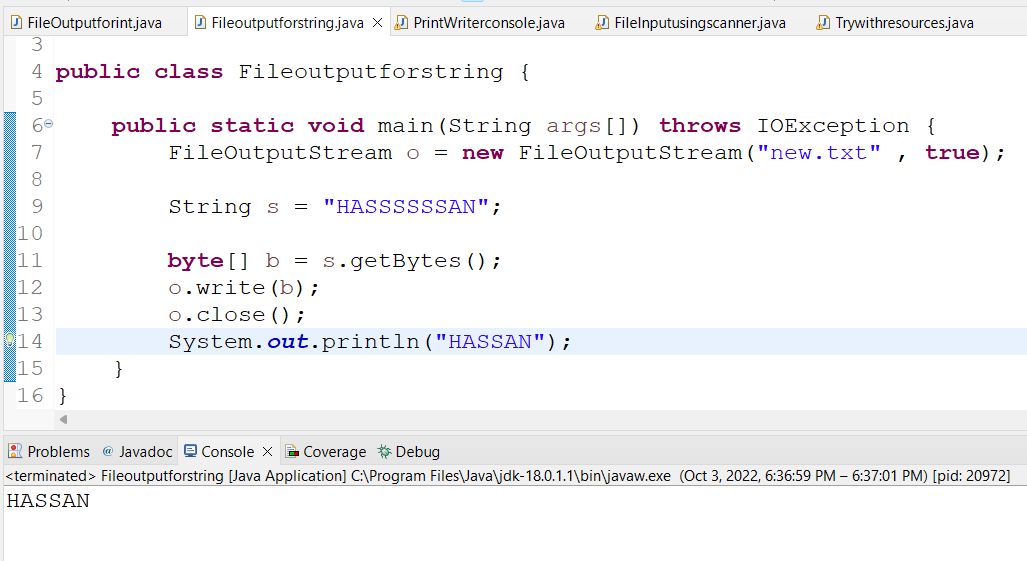 FileOutputforint.java Fileoutputforstring.java PrintWriterconsole.java FileInputusingscanner.java Trywithresources.java
3
4 public class Fileoutputforstring {
5
6 public static void main(String args[]) throws IOException {
7 FileOutputStream o = new FileOutputStream("new.txt" , true);
8
9 String s = "HASSSSSSAN";
10
11 byte[] b = s.getBytes();
12 o.write(b);
13 o.close();
14 System.out.println("HASSAN");
15 }
16 }
Problems @ Javadoc Console Coverage Debug
<terminated> Fileoutputforstring [Java Application] C:\Program Files\Java\jdk-18.0.1.1\bin\javaw.exe (Oct 3, 2022, 6:36:59 PM – 6:37:01 PM) [pid: 20972]
HASSAN